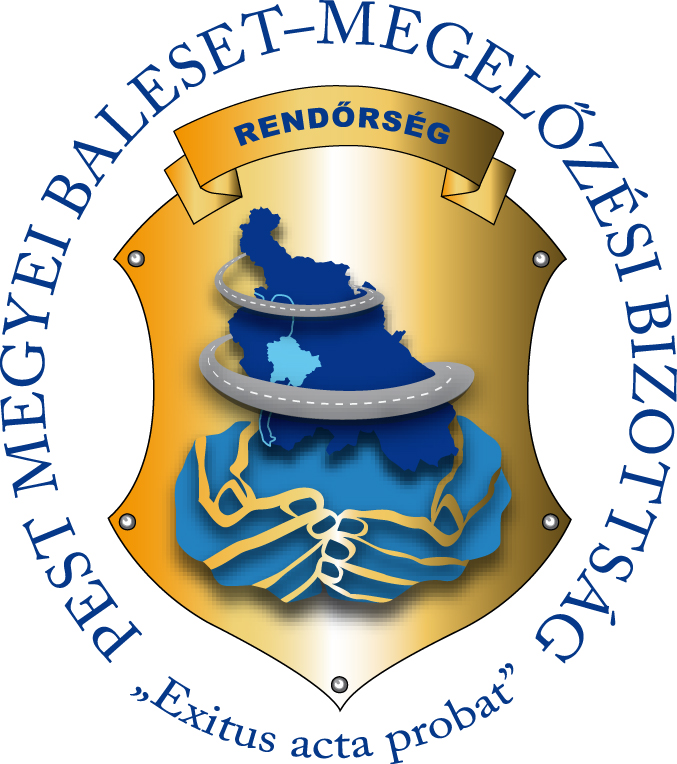 PEST MEGYEI BALESET–MEGELŐZÉSI BIZOTTSÁG
RENDŐRSÉG
„Exitus acta probat”